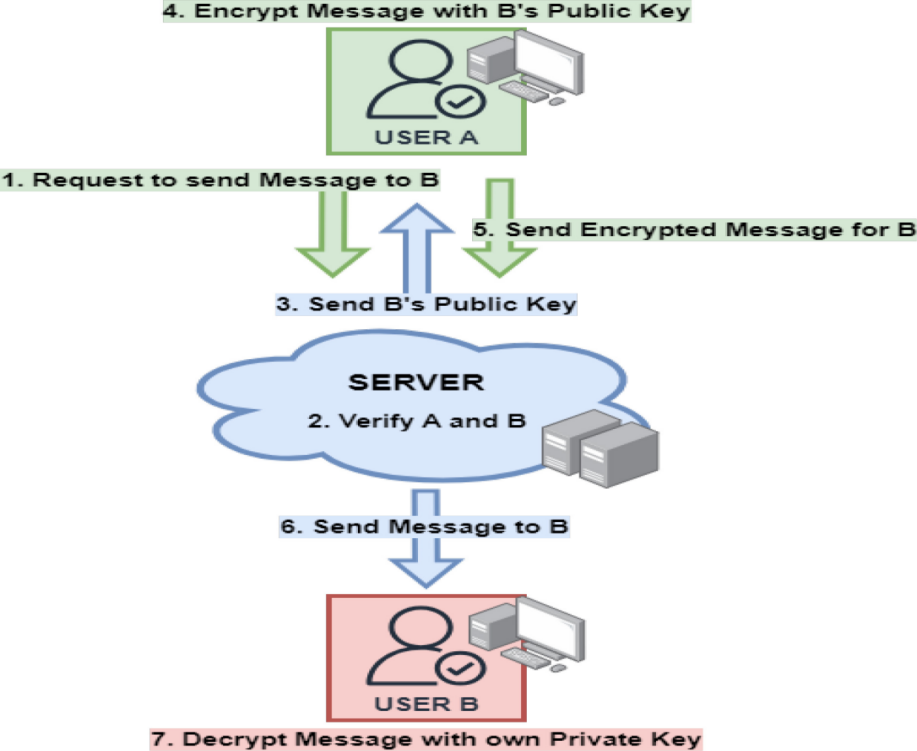 4. Encrypt Message with B's Public Key
USER A
1. Request to send Message to B
5. Send Encrypted Message for B
3. Send B's Public Key
SERVER
2. Verify A and B
6. Send Message to B
USER B
7. Decrypt Message with own Private Key